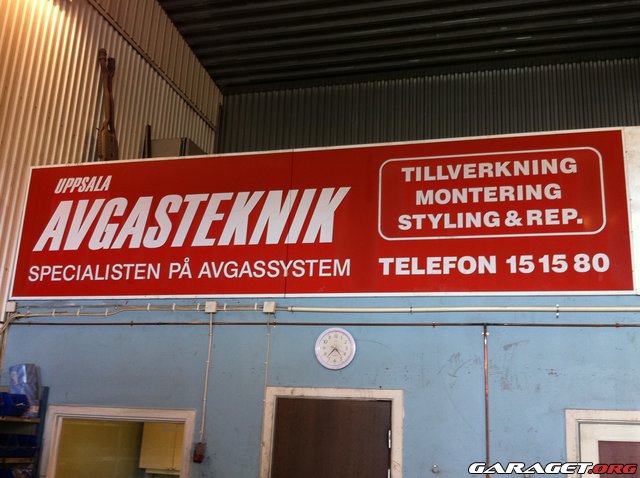 UPPSALA
AVGASTEKNIK
SPECIALISTEN PÅ AVGASSYSTEM
TILLVERKNING
MONTERING
STYLING & REP.
TELEFON 15 15 80
GARAGET.ORG